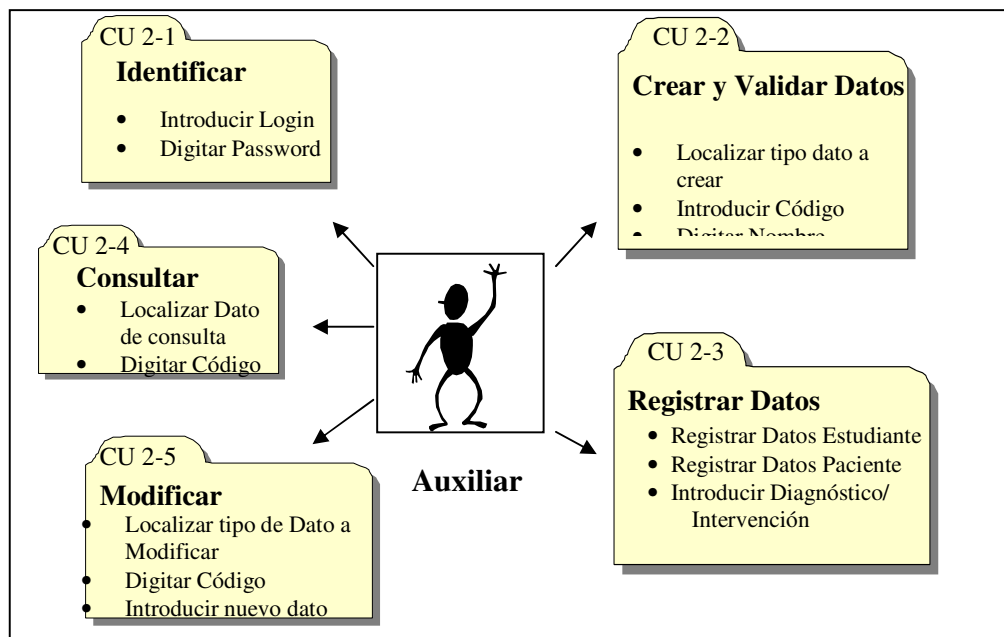 CU 2-1
Identificar
• Introducir Login
• Digitar Password
CU 2-2
Crear y Validar Datos
• Localizar tipo dato a
crear
• Introducir Código
• Digitar Nombre
CU 2-4
Consultar
• Localizar Dato
de consulta
• Digitar Código
CU 2-3
Registrar Datos
• Registrar Datos Estudiante
• Registrar Datos Paciente
• Introducir Diagnóstico/
Intervención
CU 2-5
Modificar
• Localizar tipo de Dato a
Modificar
• Digitar Código
• Introducir nuevo dato
Auxiliar